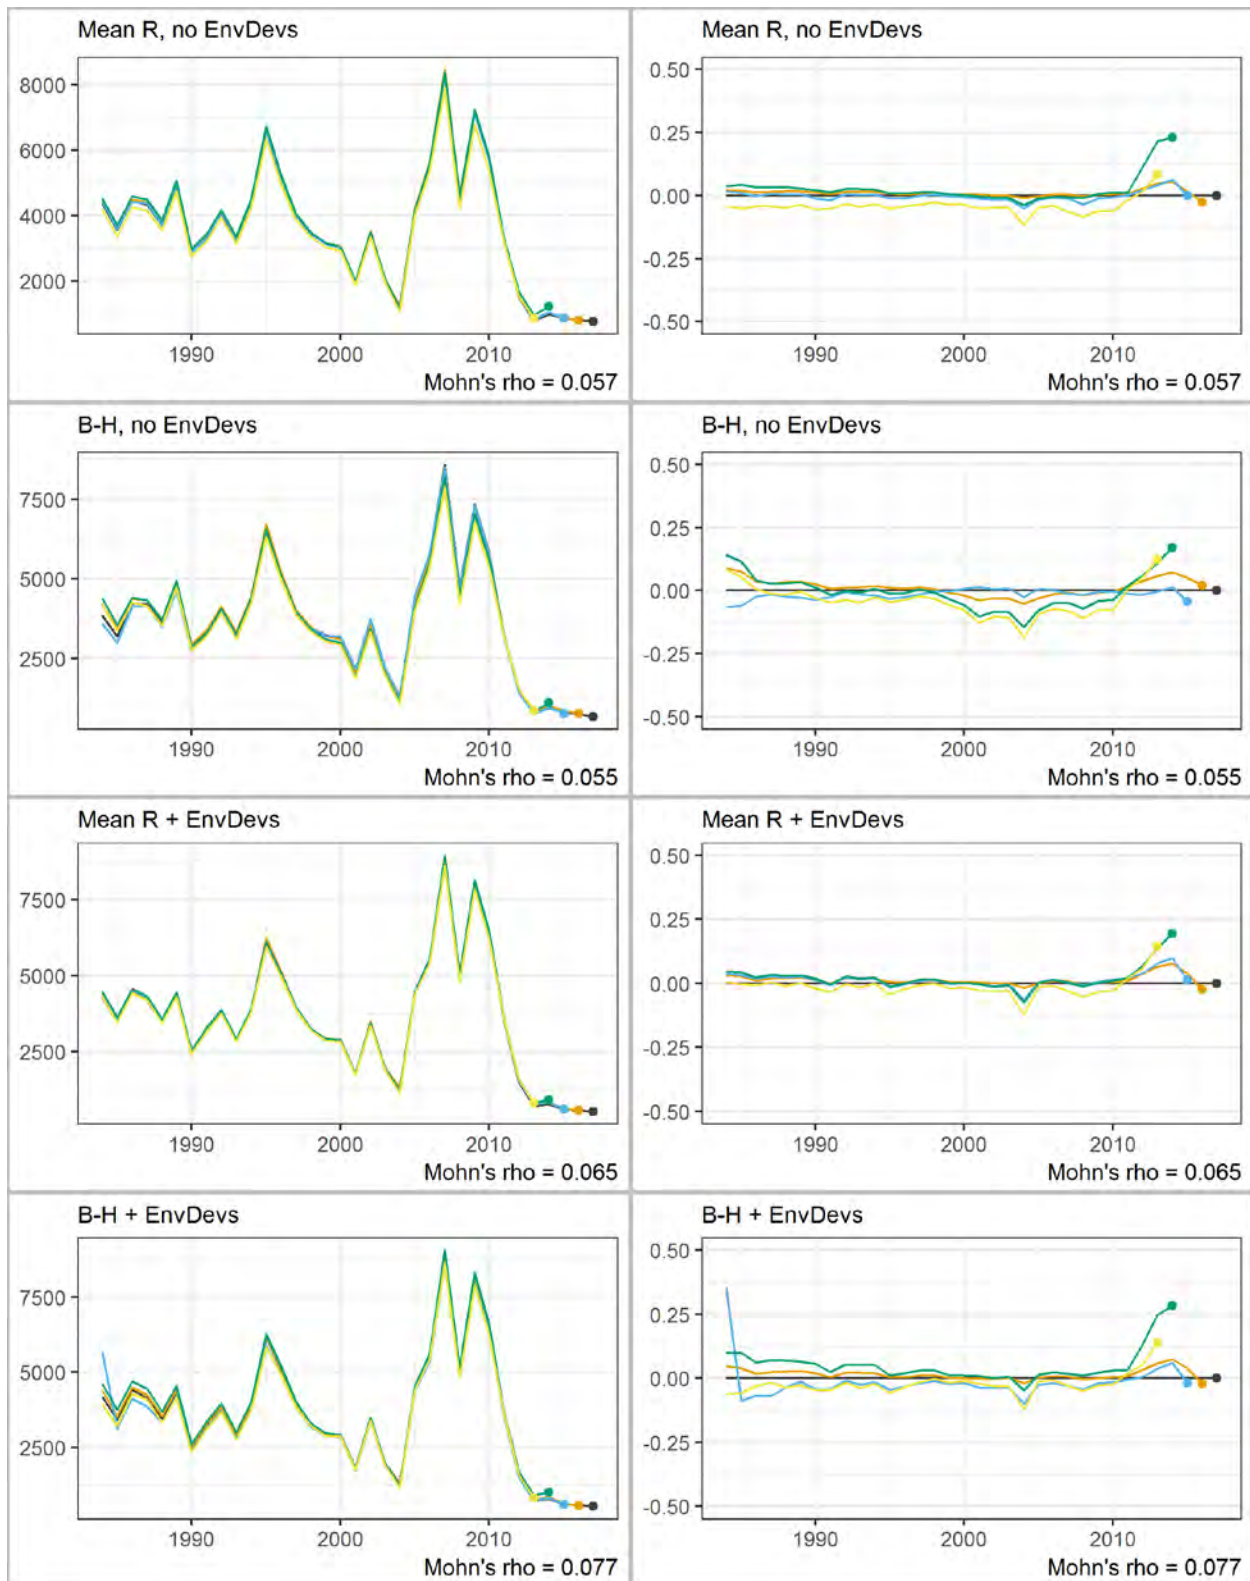 Mean R, no EnvDevs
8000
6000
4000
2000
1990 2000 2010
Mohn's rho = 0.057
Mean R, no EnvDevs
0.50
0.25
0.00
-0.25
-0.50
1990 2000 2010
Mohn's rho = 0.057
B-H, no EnvDevs
7500
5000
2500
1990 2000 2010
Mohn's rho = 0.055
B-H, no EnvDevs
0.50
0.25
0.00
-0.25
-0.50
1990 2000 2010
Mohn's rho = 0.055
Mean R + EnvDevs
7500
5000
2500
1990 2000 2010
Mohn's rho = 0.065
Mean R + EnvDevs
0.50
0.25
0.00
-0.25
-0.50
1990 2000 2010
Mohn's rho = 0.065
B-H + EnvDevs
7500
5000
2500
1990 2000 2010
Mohn's rho = 0.077
B-H + EnvDevs
0.50
0.25
0.00
-0.25
-0.50
1990 2000 2010
Mohn's rho = 0.077